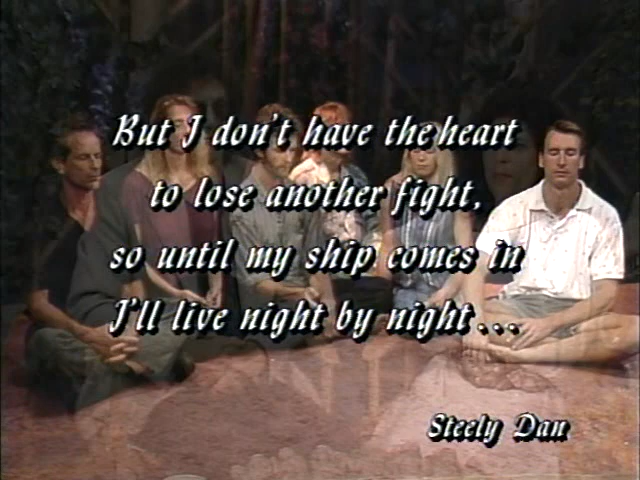 But I don't have the heart
to lose another fight,
so until my ship comes in
I'll live night by night...
Steely Dan